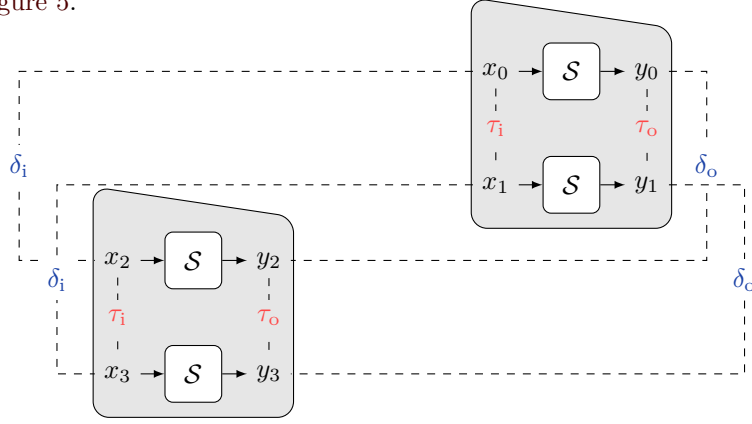 gure 5.
x₀ S y₀
τᵢ τₒ
δᵢ δₒ
x₁ S y₁
x₂ S y₂
δᵢ δₒ
τᵢ τₒ
x₃ S y₃